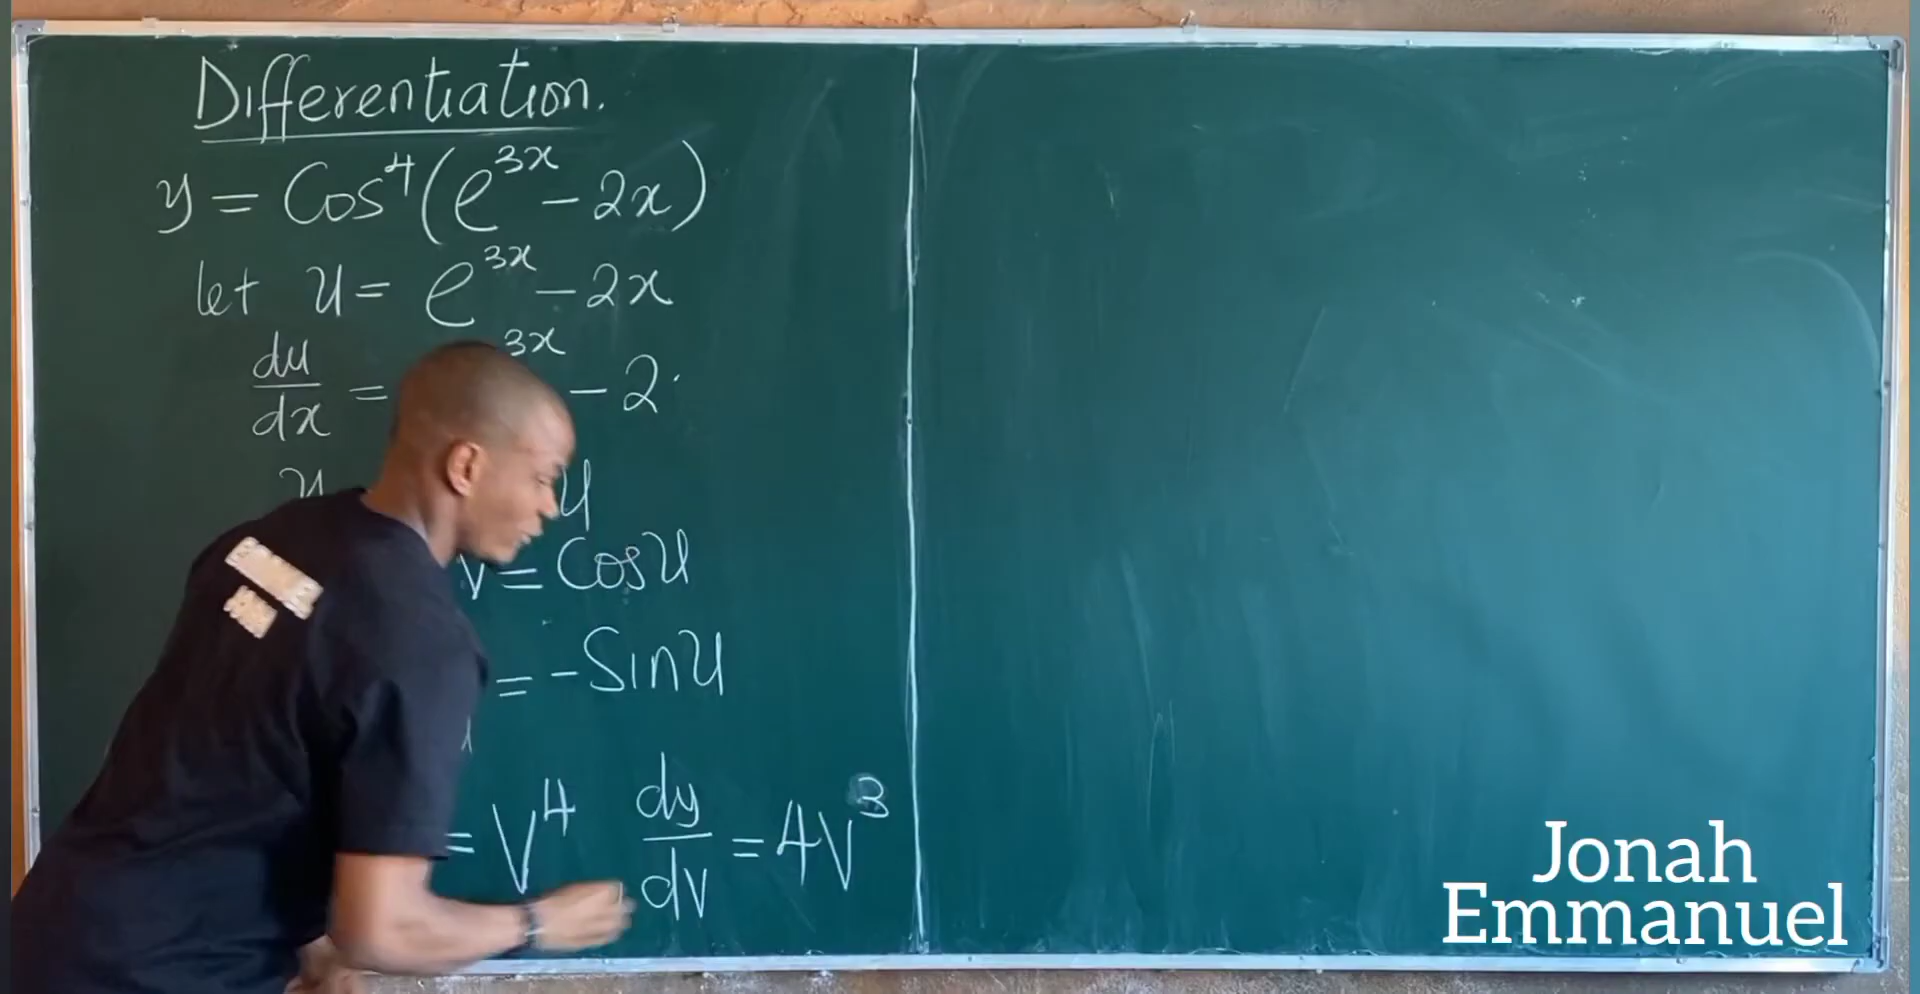 Differentiation.
y = Cos⁴(e³ˣ - 2x)
let u = e³ˣ - 2x
du/dx = 3x - 2.
y u
v = Cosu
= -Sinu
= V⁴ dy/dv = 4V³
Jonah
Emmanuel